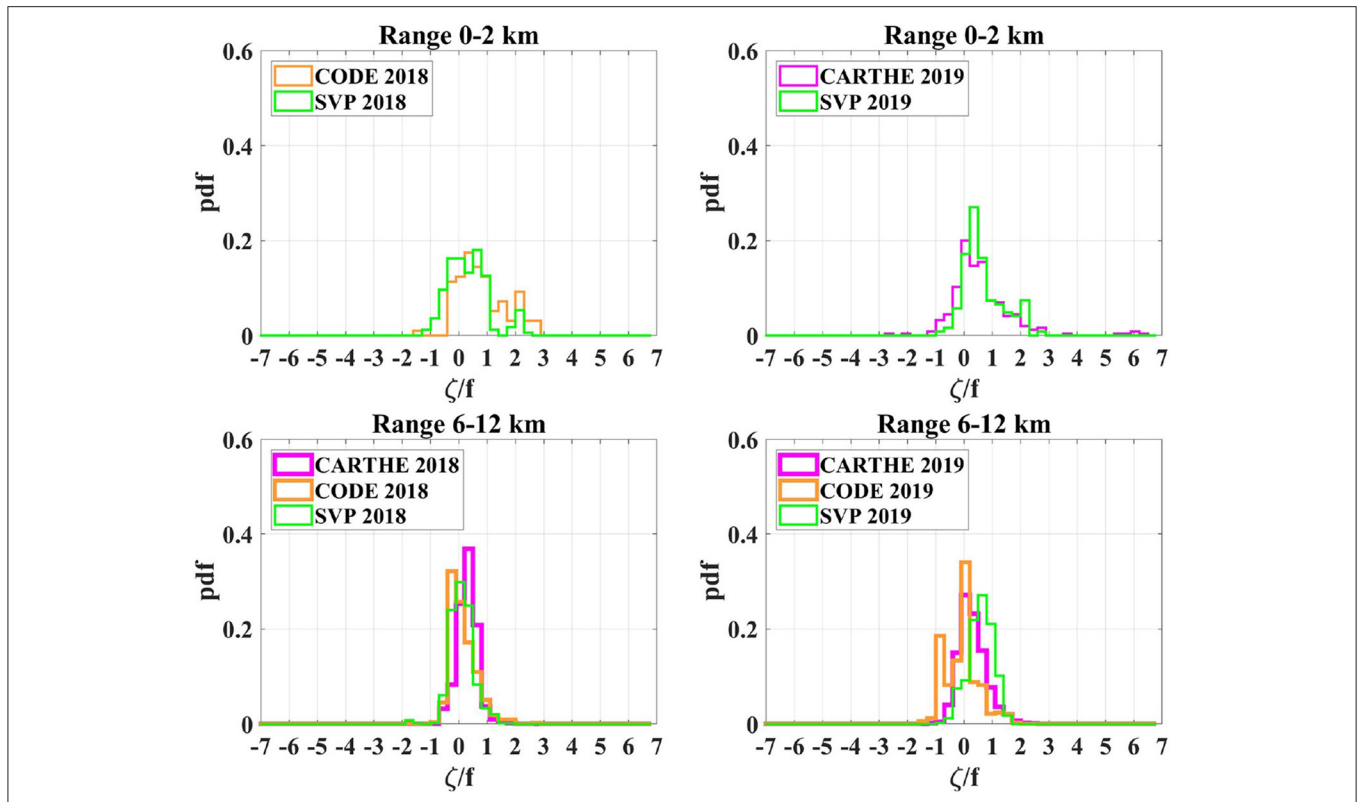 Range 0-2 km
CODE 2018
SVP 2018
0.6
0.4
0.2
0
pdf
-7 -6 -5 -4 -3 -2 -1 0 1 2 3 4 5 6 7
ζ/f
Range 0-2 km
CARTHE 2019
SVP 2019
0.6
0.4
0.2
0
pdf
-7 -6 -5 -4 -3 -2 -1 0 1 2 3 4 5 6 7
ζ/f
Range 6-12 km
CARTHE 2018
CODE 2018
SVP 2018
0.6
0.4
0.2
0
pdf
-7 -6 -5 -4 -3 -2 -1 0 1 2 3 4 5 6 7
ζ/f
Range 6-12 km
CARTHE 2019
CODE 2019
SVP 2019
0.6
0.4
0.2
0
pdf
-7 -6 -5 -4 -3 -2 -1 0 1 2 3 4 5 6 7
ζ/f